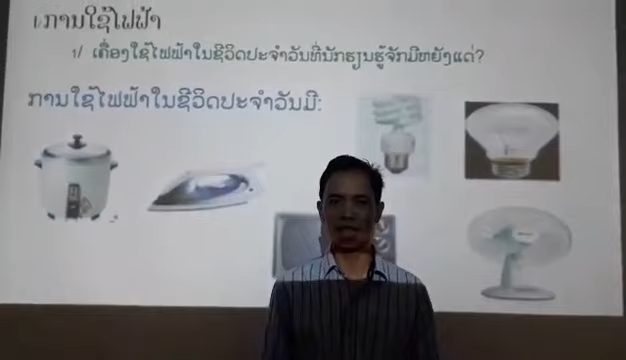 I.ການໃຊ້ໄຟຟ້າ
1/ ເຄື່ອງໃຊ້ໄຟຟ້າໃນຊີວິດປະຈຳວັນທີ່ນັກຮຽນຮູ້ຈັກມີຫຍັງແດ່?
ການໃຊ້ໄຟຟ້າໃນຊີວິດປະຈຳວັນມີ: